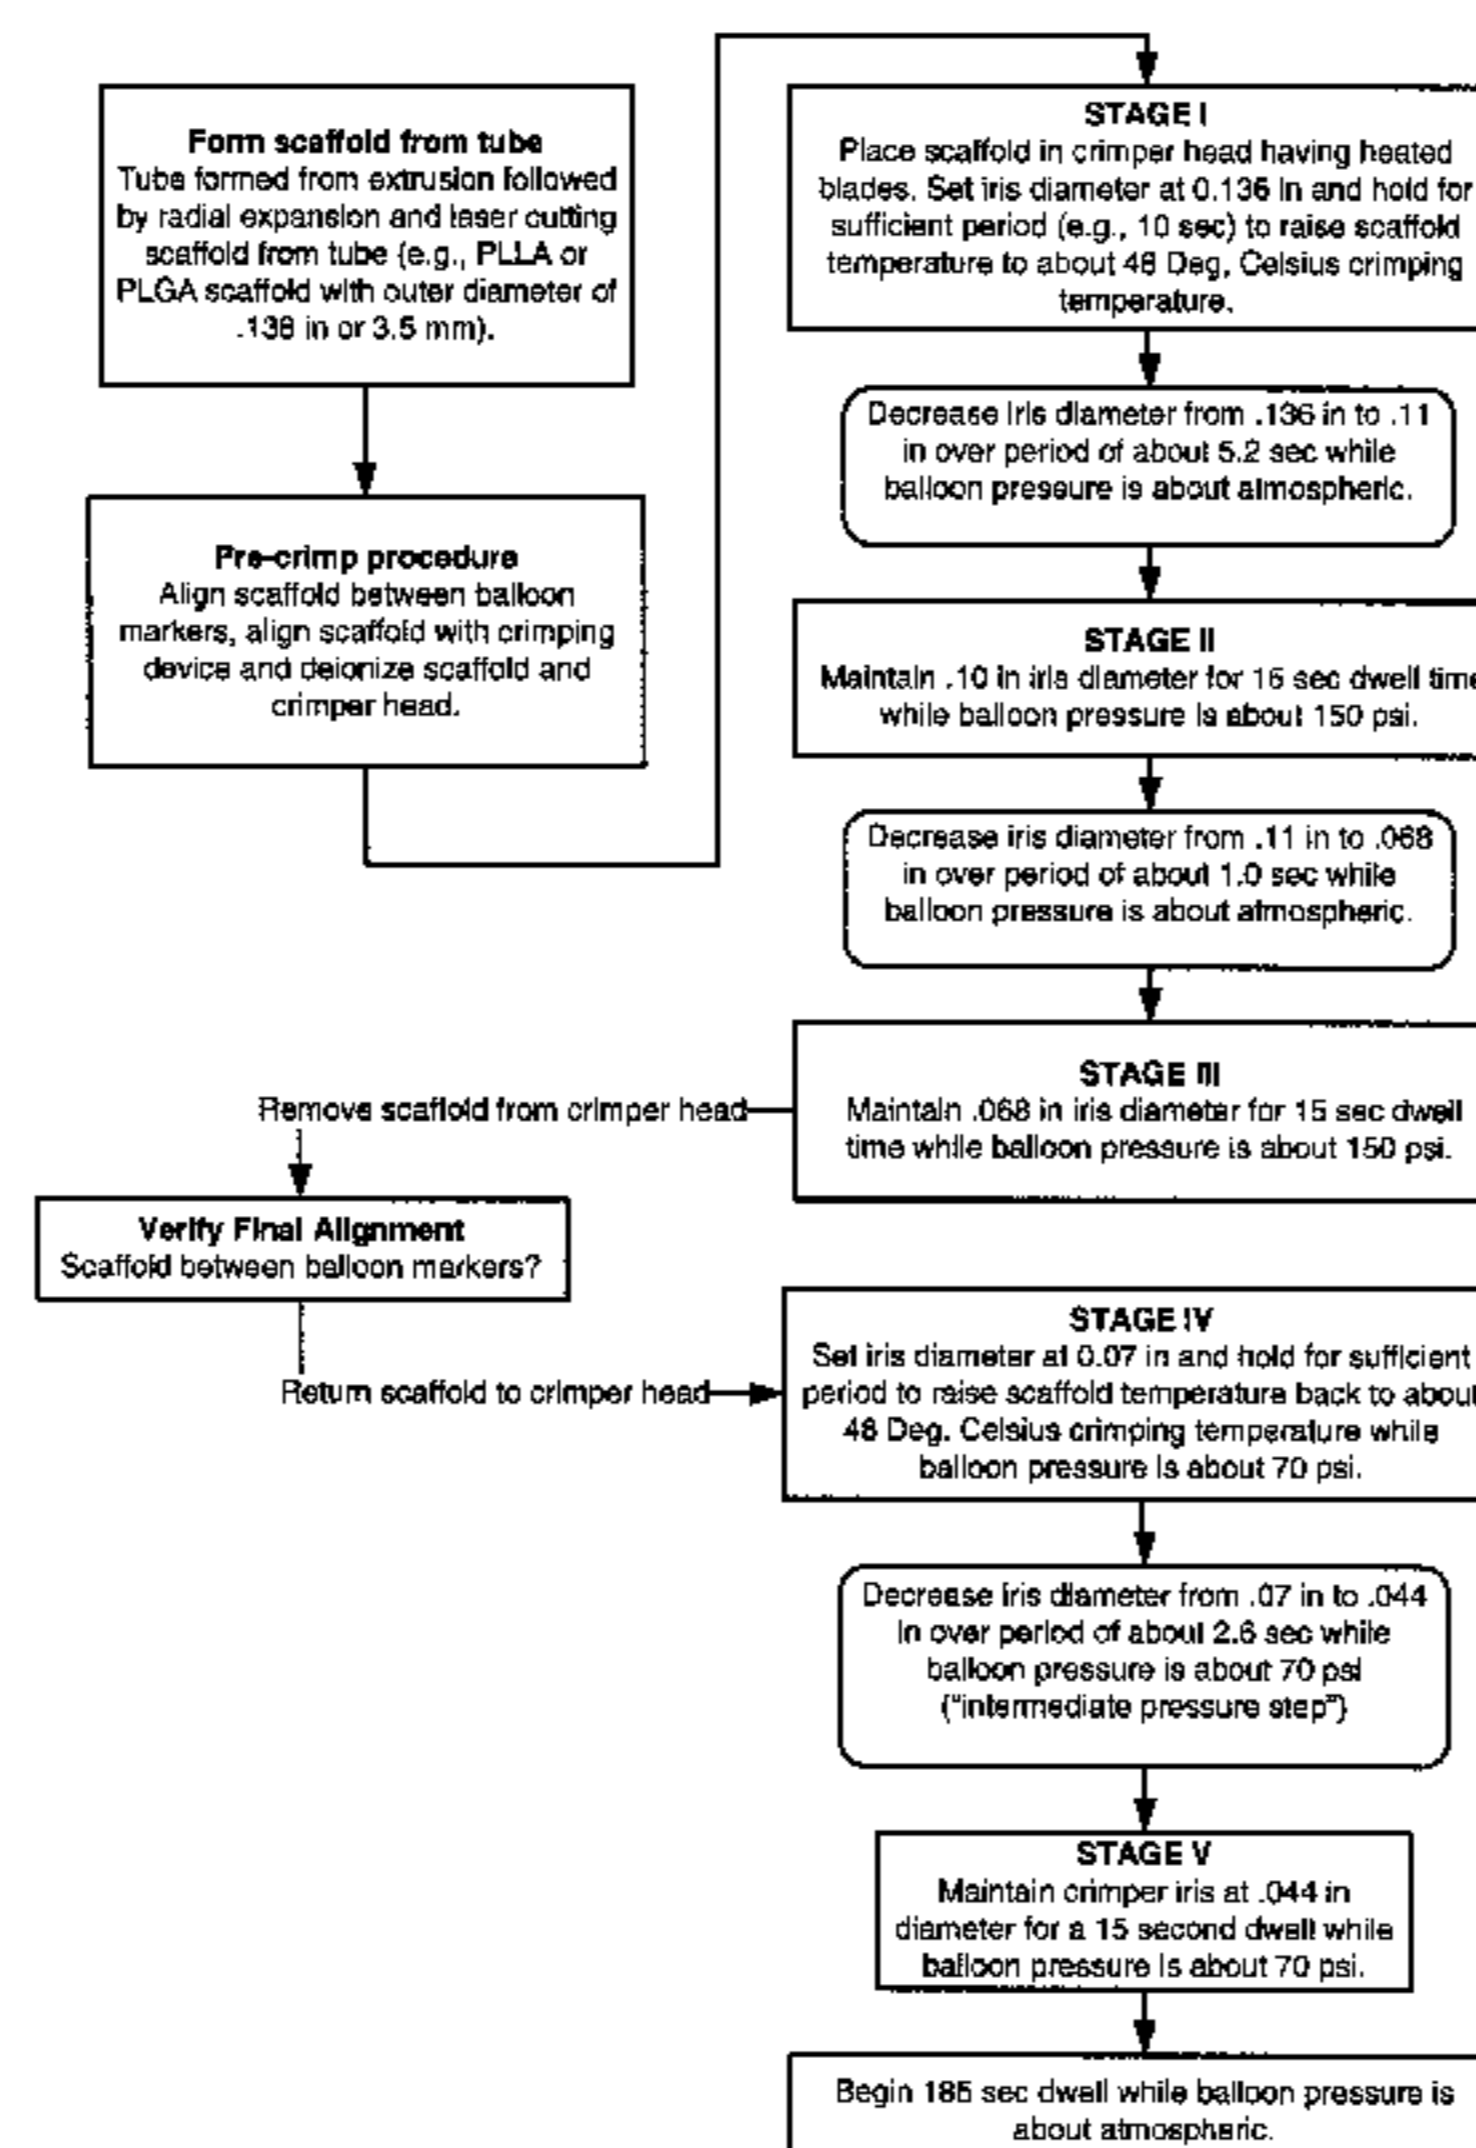 Form scaffold from tube
Tube formed from extrusion followed
by radial expansion and laser cutting
scaffold from tube (e.g., PLLA or
PLGA scaffold with outer diameter of
.138 in or 3.5 mm).
Pre-crimp procedure
Align scaffold between balloon
markers, align scaffold with crimping
device and deionize scaffold and
crimper head.
STAGE I
Place scaffold in crimper head having heated
blades. Set iris diameter at 0.136 in and hold for
sufficient period (e.g., 10 sec) to raise scaffold
temperature to about 48 Deg. Celsius crimping
temperature.
Decrease iris diameter from .136 in to .11
in over period of about 5.2 sec while
balloon pressure is about atmospheric.
STAGE II
Maintain .10 in iris diameter for 15 sec dwell time
while balloon pressure is about 150 psi.
Decrease iris diameter from .11 in to .068
in over period of about 1.0 sec while
balloon pressure is about atmospheric.
STAGE III
Maintain .068 in iris diameter for 15 sec dwell
time while balloon pressure is about 150 psi.
Remove scaffold from crimper head
Verify Final Alignment
Scaffold between balloon markers?
Return scaffold to crimper head
STAGE IV
Set iris diameter at 0.07 in and hold for sufficient
period to raise scaffold temperature back to about
48 Deg. Celsius crimping temperature while
balloon pressure is about 70 psi.
Decrease iris diameter from .07 in to .044
in over period of about 2.6 sec while
balloon pressure is about 70 psi
("intermediate pressure step")
STAGE V
Maintain crimper iris at .044 in
diameter for a 15 second dwell while
balloon pressure is about 70 psi.
Begin 185 sec dwell while balloon pressure is
about atmospheric.